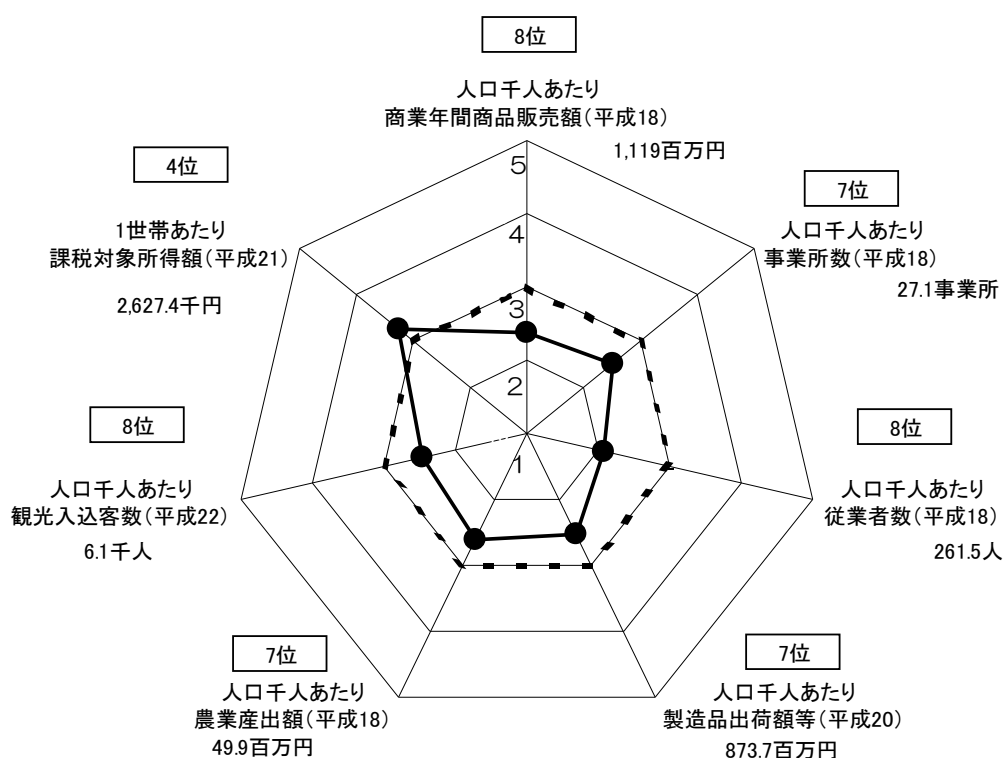 8位
人口千人あたり
商業年間商品販売額(平成18)
1,119百万円
4位
1世帯あたり
課税対象所得額(平成21)
2,627.4千円
7位
人口千人あたり
事業所数(平成18)
27.1事業所
5
4
3
2
1
8位
人口千人あたり
観光入込客数(平成22)
6.1千人
8位
人口千人あたり
従業者数(平成18)
261.5人
7位
人口千人あたり
農業産出額(平成18)
49.9百万円
7位
人口千人あたり
製造品出荷額等(平成20)
873.7百万円